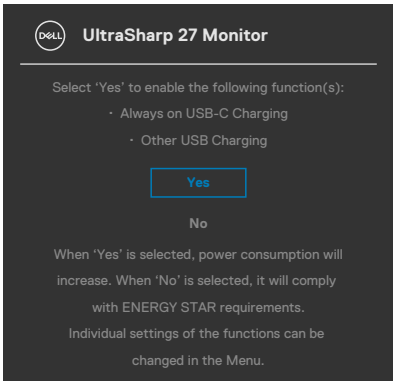 DELL UltraSharp 27 Monitor
Select ‘Yes’ to enable the following function(s):
· Always on USB-C Charging
· Other USB Charging
Yes
No
When ‘Yes’ is selected, power consumption will
increase. When ‘No’ is selected, it will comply
with ENERGY STAR requirements.
Individual settings of the functions can be
changed in the Menu.